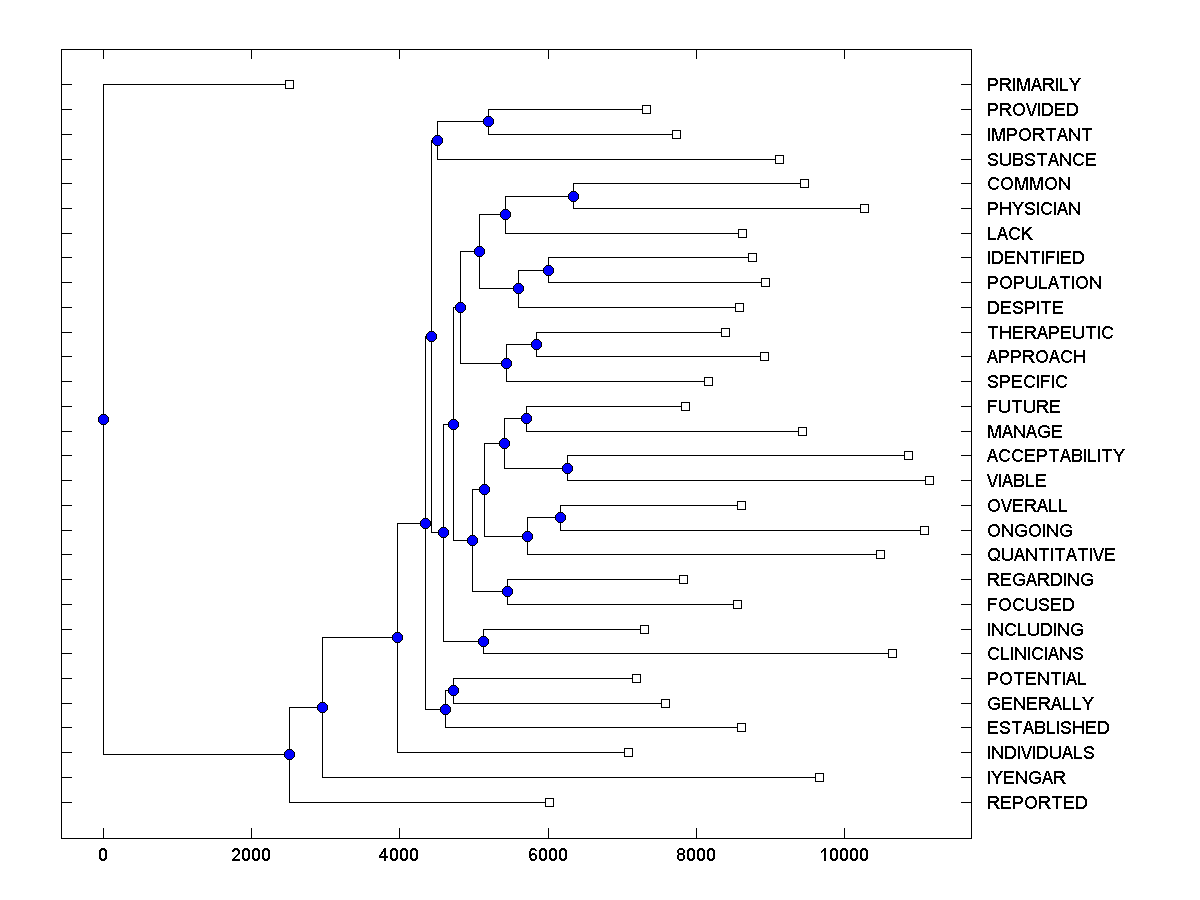 PRIMARILY
PROVIDED
IMPORTANT
SUBSTANCE
COMMON
PHYSICIAN
LACK
IDENTIFIED
POPULATION
DESPITE
THERAPEUTIC
APPROACH
SPECIFIC
FUTURE
MANAGE
ACCEPTABILITY
VIABLE
OVERALL
ONGOING
QUANTITATIVE
REGARDING
FOCUSED
INCLUDING
CLINICIANS
POTENTIAL
GENERALLY
ESTABLISHED
INDIVIDUALS
IYENGAR
REPORTED
0 2000 4000 6000 8000 10000